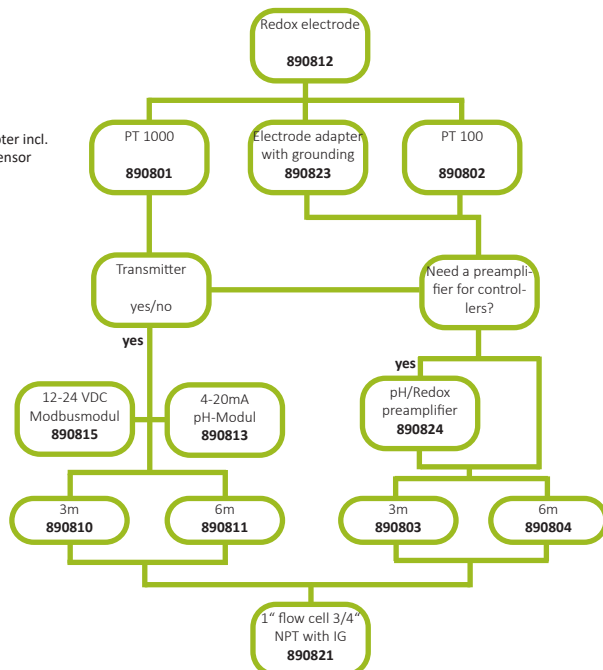 Redox electrode
890812
pter incl.
ensor
PT 1000
890801
Electrode adapter
with grounding
890823
PT 100
890802
Transmitter
yes/no
Need a preampli-
fier for control-
lers?
yes
yes
12-24 VDC
Modbusmodul
890815
4-20mA
pH-Modul
890813
pH/Redox
preamplifier
890824
3m
890810
6m
890811
3m
890803
6m
890804
1“ flow cell 3/4“
NPT with IG
890821